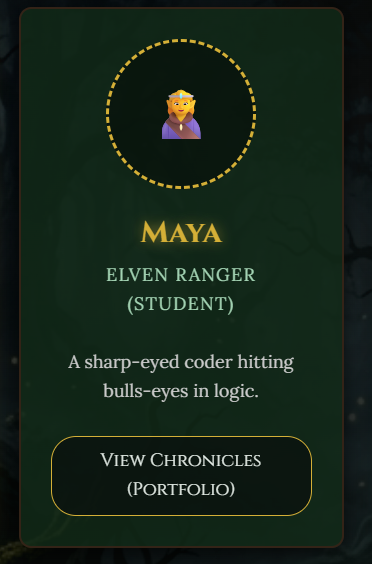 Maya
ELVEN RANGER
(STUDENT)
A sharp-eyed coder hitting
bulls-eyes in logic.
View Chronicles
(Portfolio)